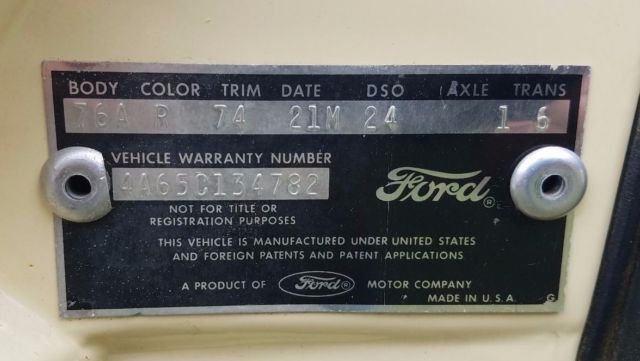 BODY COLOR TRIM DATE DSO AXLE TRANS
76A R 74 21M 24 1 6
VEHICLE WARRANTY NUMBER
4A65C134782
Ford®
NOT FOR TITLE OR
REGISTRATION PURPOSES
THIS VEHICLE IS MANUFACTURED UNDER UNITED STATES
AND FOREIGN PATENTS AND PATENT APPLICATIONS
A PRODUCT OF Ford® MOTOR COMPANY
MADE IN U.S.A. G